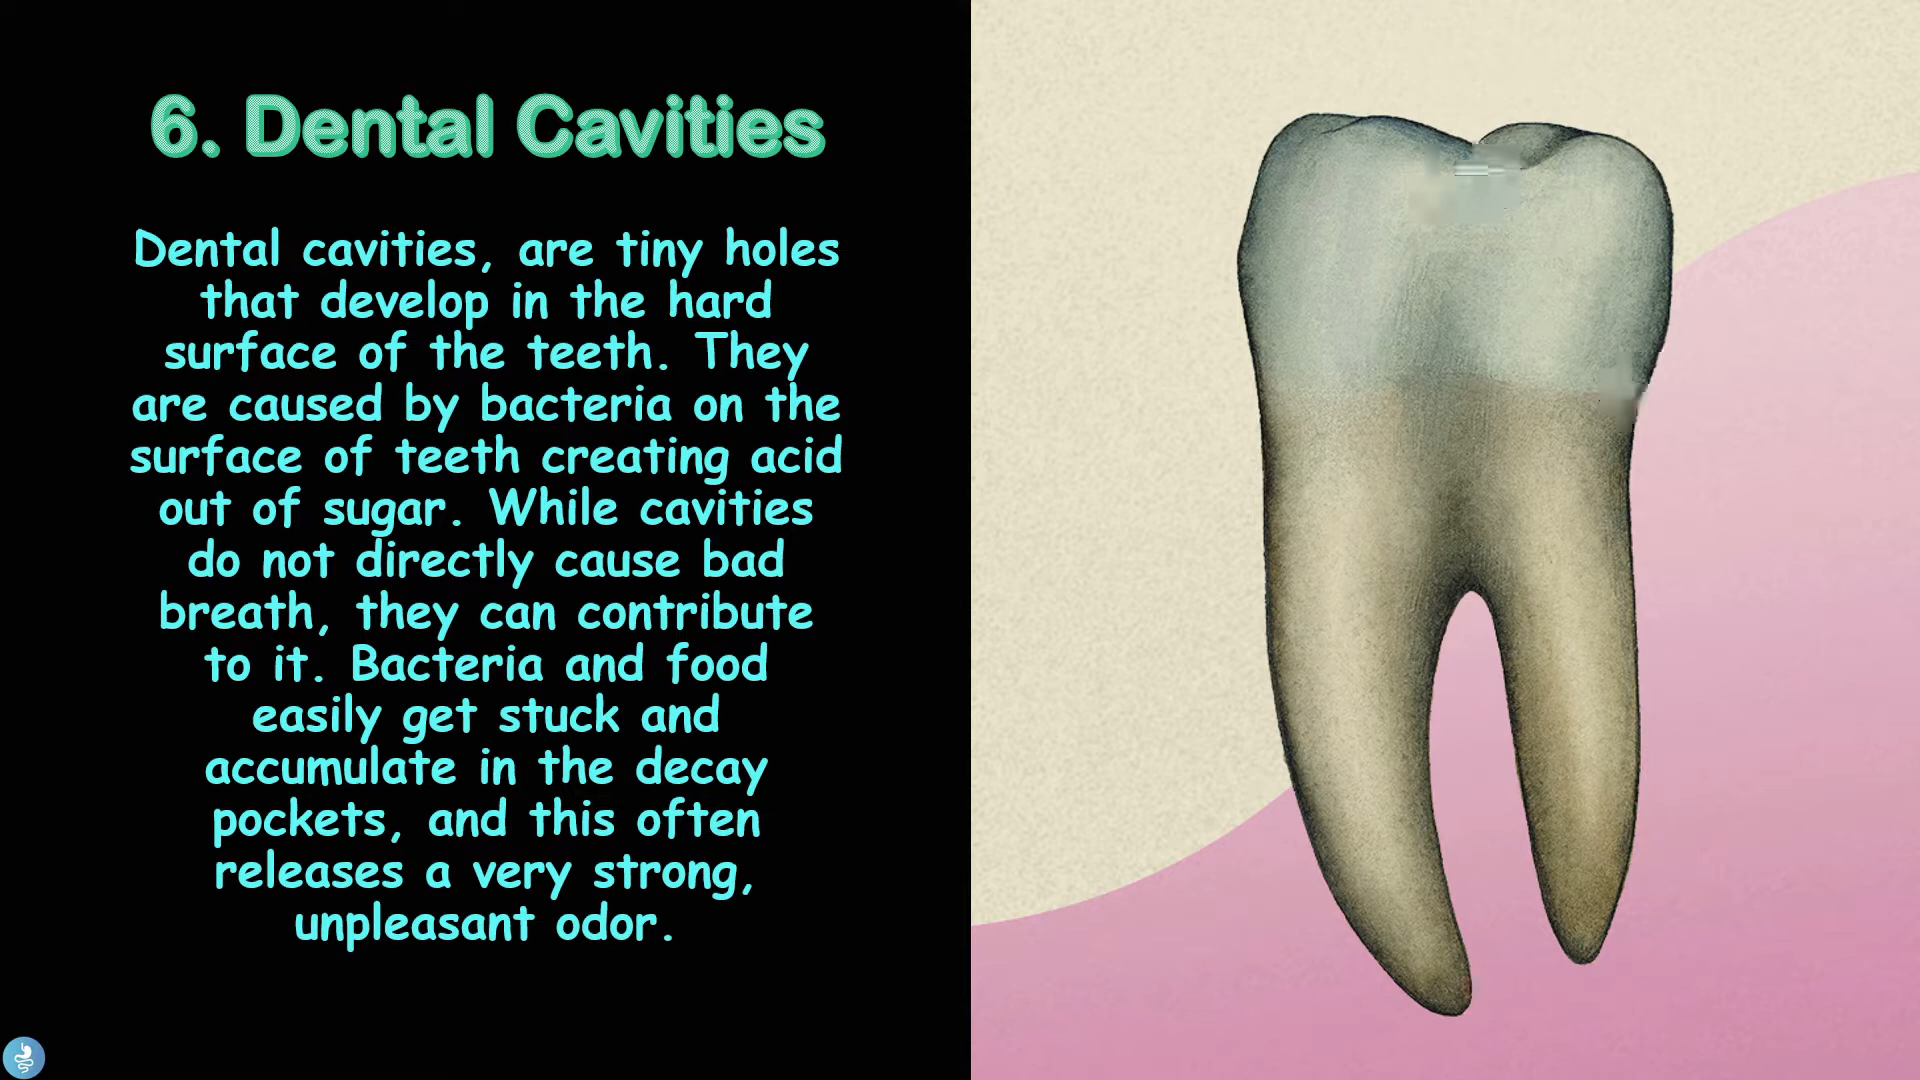 6. Dental Cavities
Dental cavities, are tiny holes
that develop in the hard
surface of the teeth. They
are caused by bacteria on the
surface of teeth creating acid
out of sugar. While cavities
do not directly cause bad
breath, they can contribute
to it. Bacteria and food
easily get stuck and
accumulate in the decay
pockets, and this often
releases a very strong,
unpleasant odor.